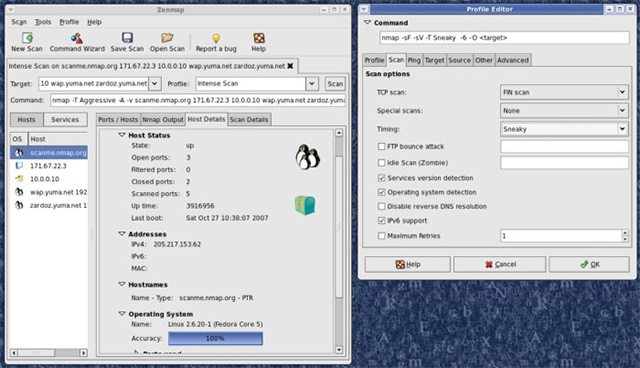 Zenmap
Scan Tools Profile Help
New Scan Command Wizard Save Scan Open Scan Report a bug Help
Intense Scan on scanme.nmap.org 171.67.22.3 10.0.0.10 wap.yuma.net zardoz.yuma.net
Target: 10 wap.yuma.net zardoz.yuma.net Profile: Intense Scan Scan
Command: nmap -T Aggressive -A -v scanme.nmap.org 171.67.22.3 10.0.0.10 wap.yuma.net zardoz.yuma.
Hosts Services
OS Host
scanme.nmap.org
171.67.22.3
10.0.0.10
wap.yuma.net 192
zardoz.yuma.net 1
Ports / Hosts Nmap Output Host Details Scan Details
Host Status
State: up
Open ports: 3
Filtered ports: 0
Closed ports: 2
Scanned ports: 5
Up time: 3916956
Last boot: Sat Oct 27 10:38:07 2007
Addresses
IPv4: 205.217.153.62
IPv6:
MAC:
Hostnames
Name - Type: scanme.nmap.org - PTR
Operating System
Name: Linux 2.6.20-1 (Fedora Core 5)
Accuracy: 100%
Profile Editor
Command
nmap -sF -sV -T Sneaky -6 -O <target>
Profile Scan Ping Target Source Other Advanced
Scan options
TCP scan: FIN scan
Special scans: None
Timing: Sneaky
FTP bounce attack
Idle Scan (Zombie)
Services version detection
Operating system detection
Disable reverse DNS resolution
IPv6 support
Maximum Retries 1
Help Cancel OK